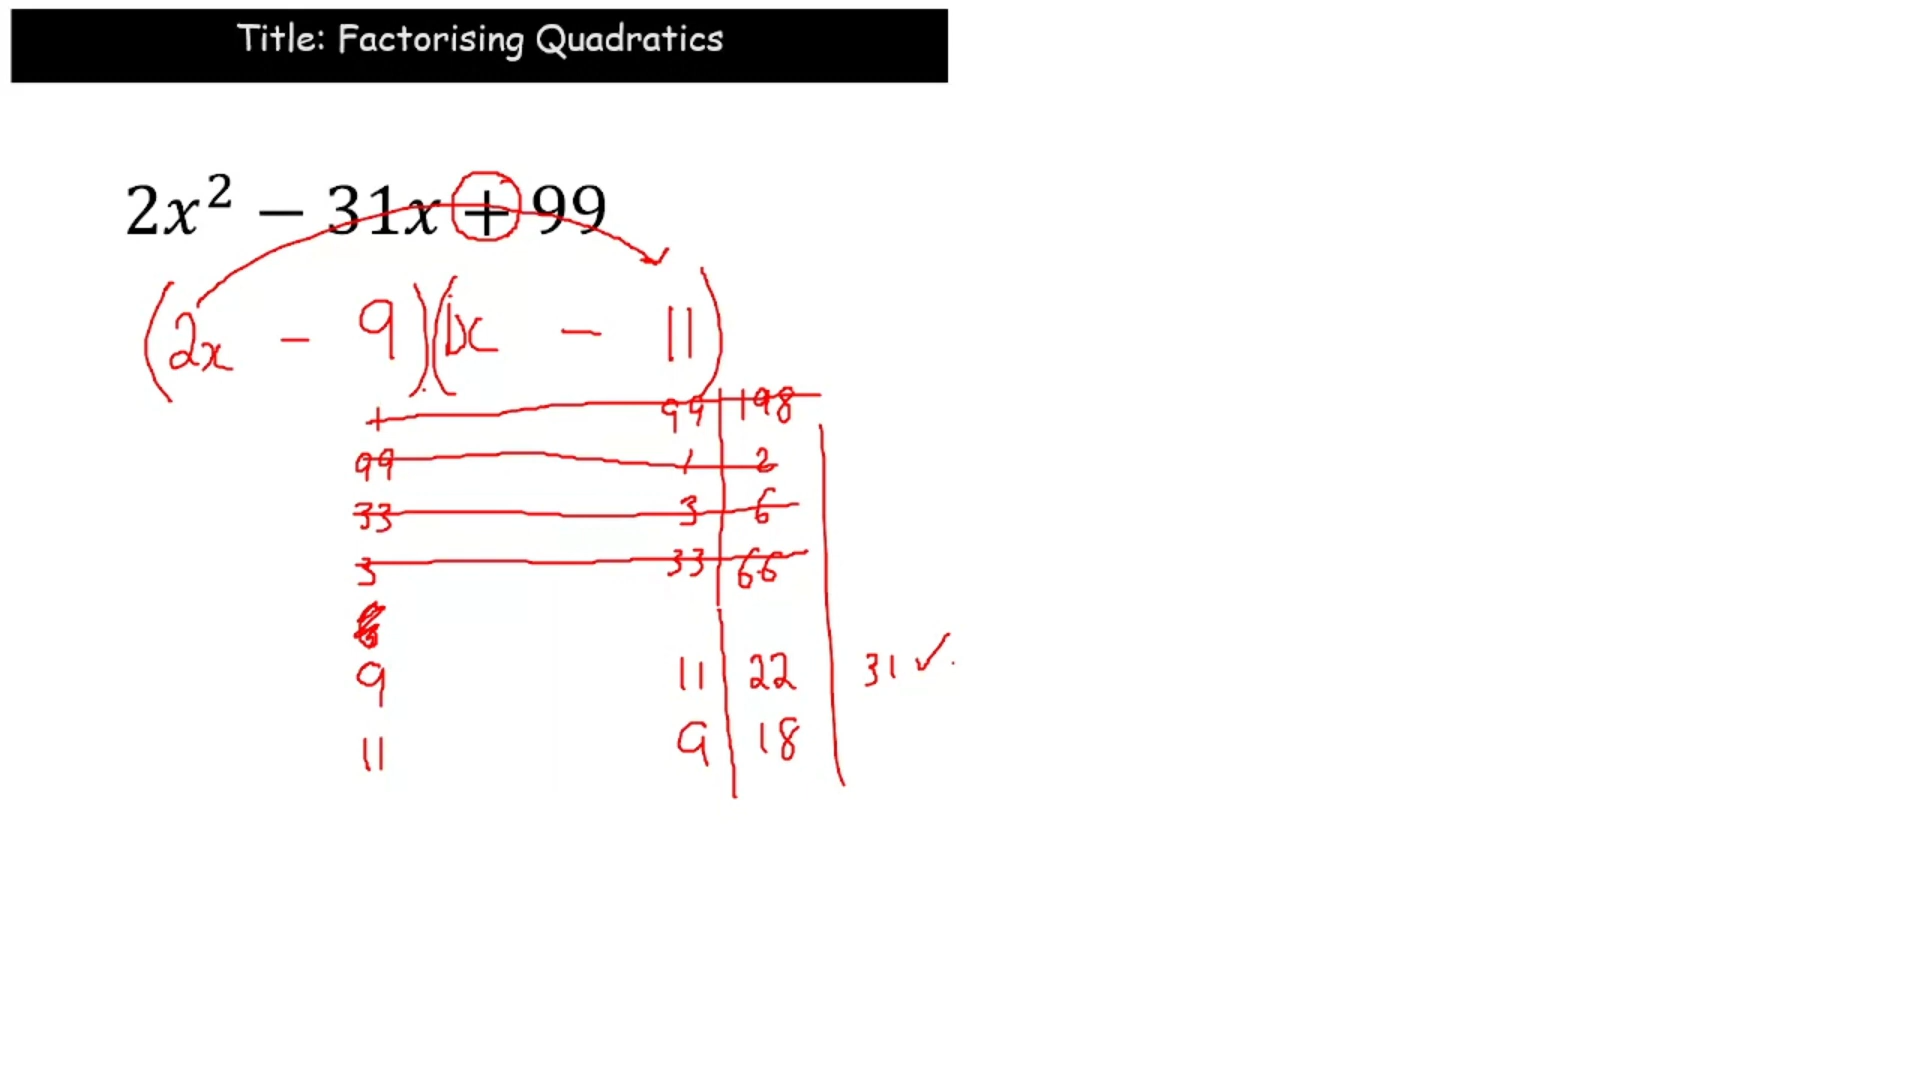 Title: Factorising Quadratics
2x² − 31x + 99
(2x − 9)(1x − 11)
1 99 198
99 1 2
33 3 6
3 33 66
9 11 22 31 ✓
11 9 18